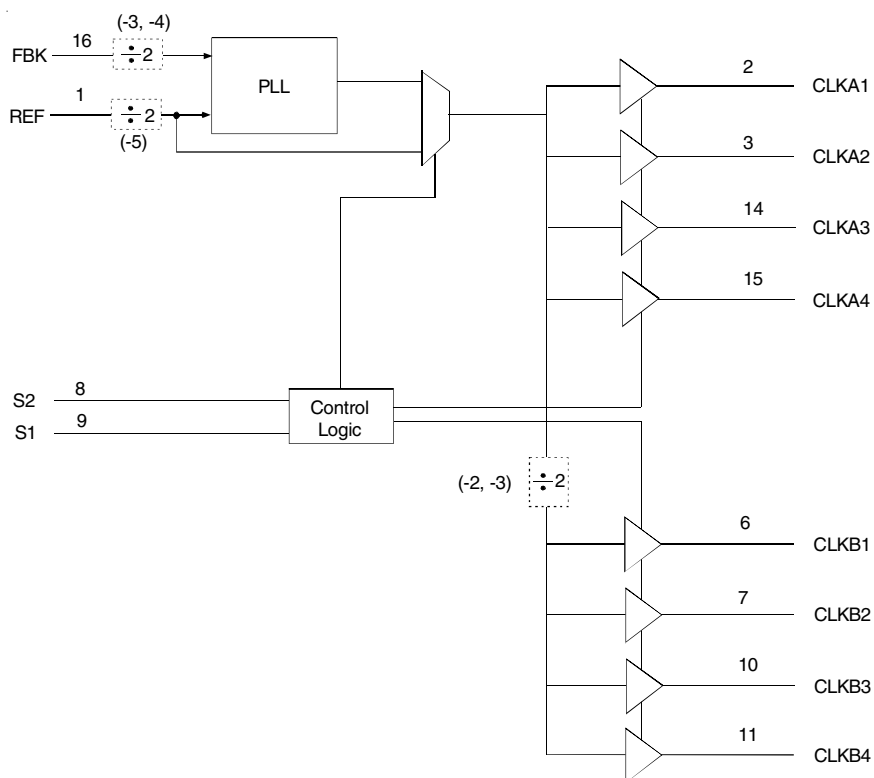 (-3, -4)
FBK 16 ÷2
PLL
REF 1 ÷2
(-5)
2 CLKA1
3 CLKA2
14 CLKA3
15 CLKA4
S2 8
S1 9
Control
Logic
(-2, -3) ÷2
6 CLKB1
7 CLKB2
10 CLKB3
11 CLKB4